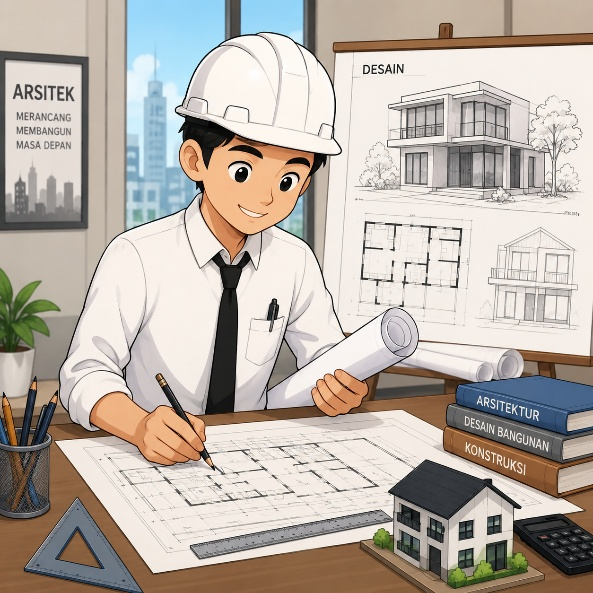 ARSITEK
MERANCANG
MEMBANGUN
MASA DEPAN
DESAIN
ARSITEKTUR
DESAIN BANGUNAN
KONSTRUKSI